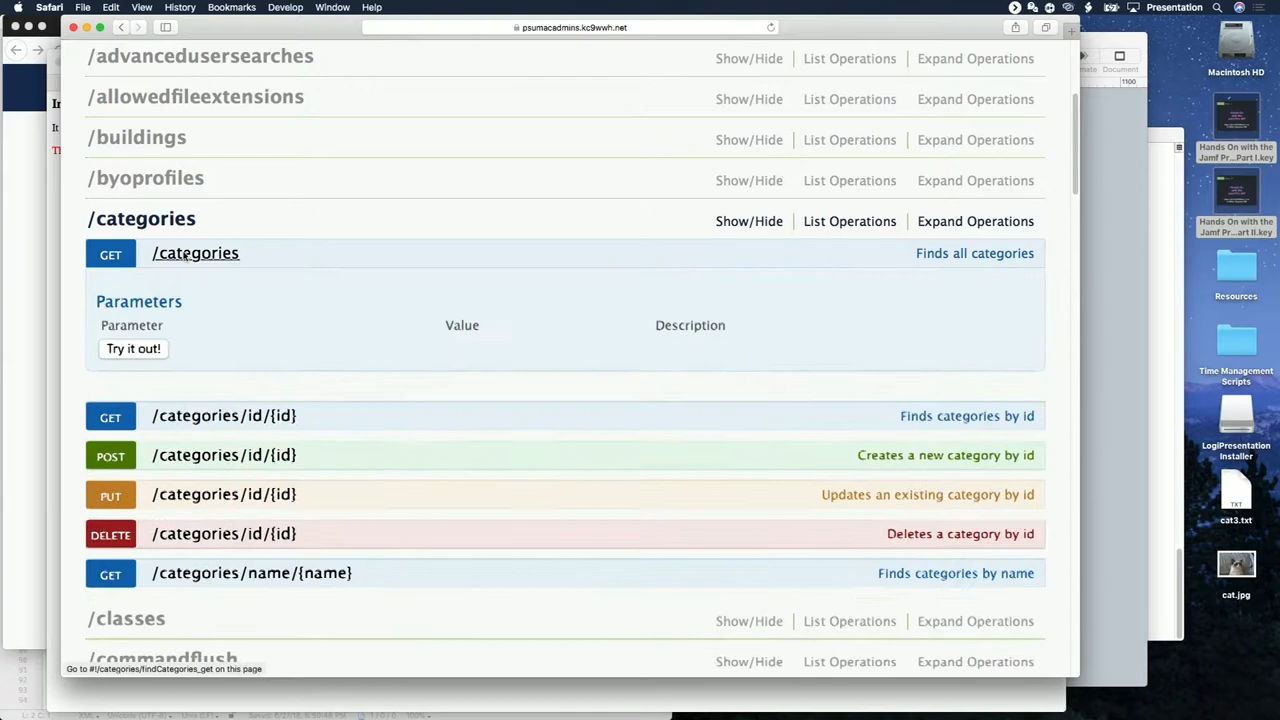 Safari File Edit View History Bookmarks Develop Window Help
Presentation
psumacadmins.kc9wwh.net
/advancedusersearches Show/Hide List Operations Expand Operations
/allowedfileextensions Show/Hide List Operations Expand Operations
/buildings Show/Hide List Operations Expand Operations
/byoprofiles Show/Hide List Operations Expand Operations
/categories Show/Hide List Operations Expand Operations
GET /categories Finds all categories
Parameters
Parameter Value Description
Try it out!
GET /categories/id/{id} Finds categories by id
POST /categories/id/{id} Creates a new category by id
PUT /categories/id/{id} Updates an existing category by id
DELETE /categories/id/{id} Deletes a category by id
GET /categories/name/{name} Finds categories by name
/classes Show/Hide List Operations Expand Operations
/commandflush Show/Hide List Operations Expand Operations
Go to #!/categories/findCategories_get on this page
Document
1100
Macintosh HD
Hands On with the
Jamf Pr...Part I.key
Hands On with the
Jamf Pr...art II.key
Resources
Time Management
Scripts
LogiPresentation
Installer
TXT
cat3.txt
cat.jpg
91
92
93
94